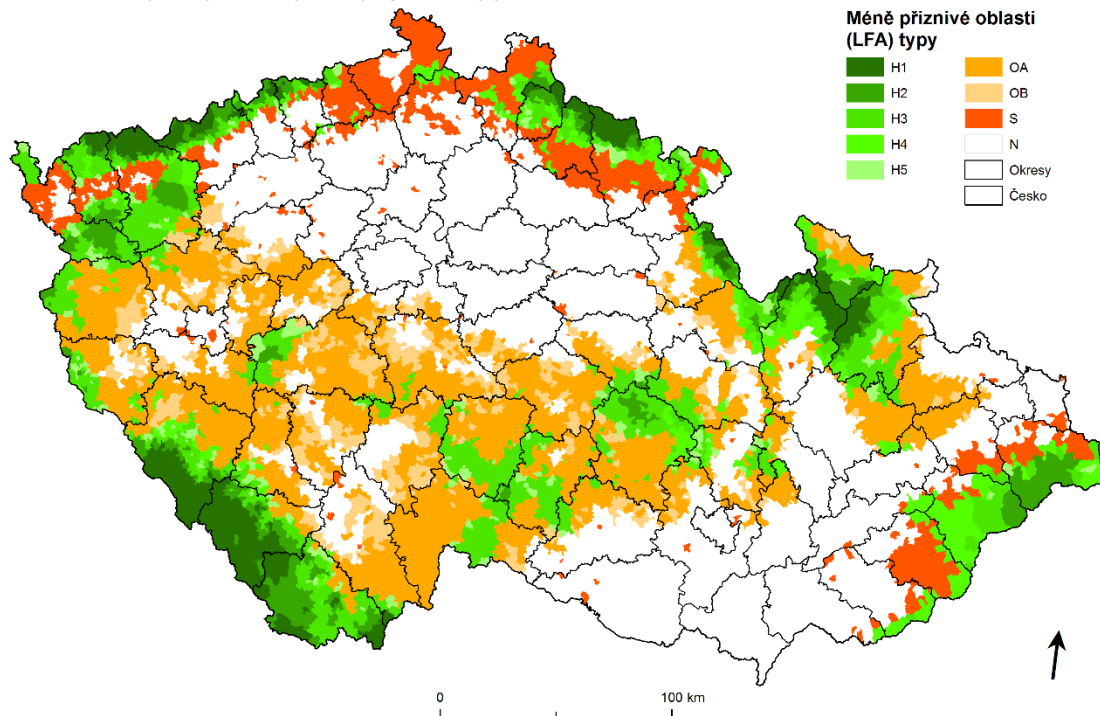 Méně příznivé oblasti
(LFA) typy
H1
H2
H3
H4
H5
OA
OB
S
N
Okresy
Česko
0 100 km